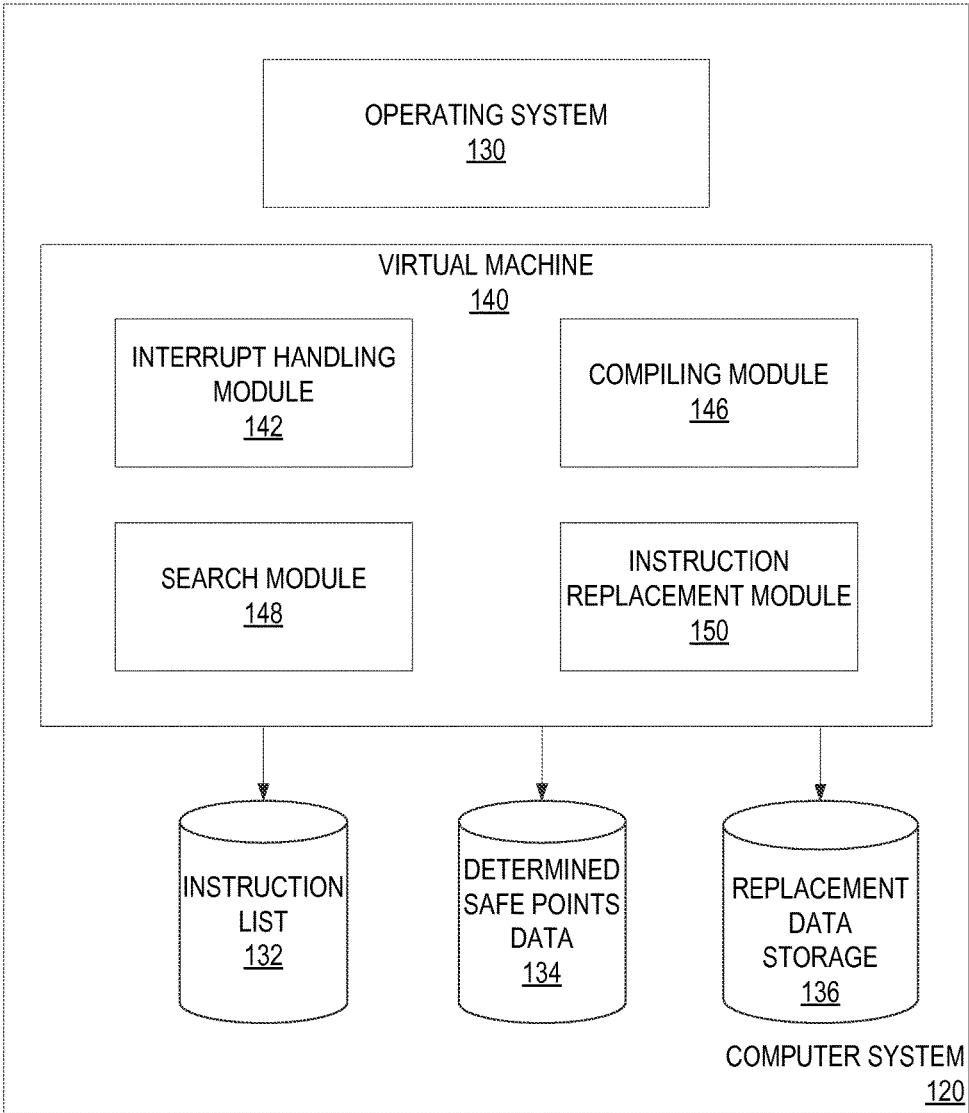 OPERATING SYSTEM
130
VIRTUAL MACHINE
140
INTERRUPT HANDLING
MODULE
142
COMPILING MODULE
146
SEARCH MODULE
148
INSTRUCTION
REPLACEMENT MODULE
150
INSTRUCTION
LIST
132
DETERMINED
SAFE POINTS
DATA
134
REPLACEMENT
DATA
STORAGE
136
COMPUTER SYSTEM
120